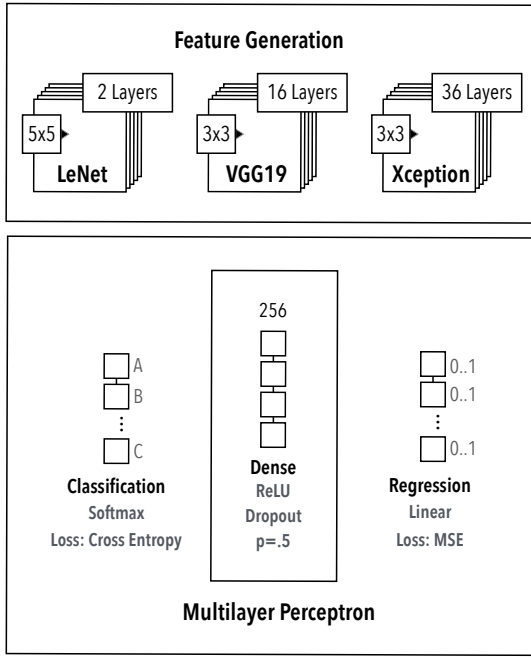 Feature Generation
2 Layers
5x5
LeNet
16 Layers
3x3
VGG19
36 Layers
3x3
Xception
A
B
⋮
C
Classification
Softmax
Loss: Cross Entropy
256
Dense
ReLU
Dropout
p=.5
0..1
0..1
⋮
0..1
Regression
Linear
Loss: MSE
Multilayer Perceptron